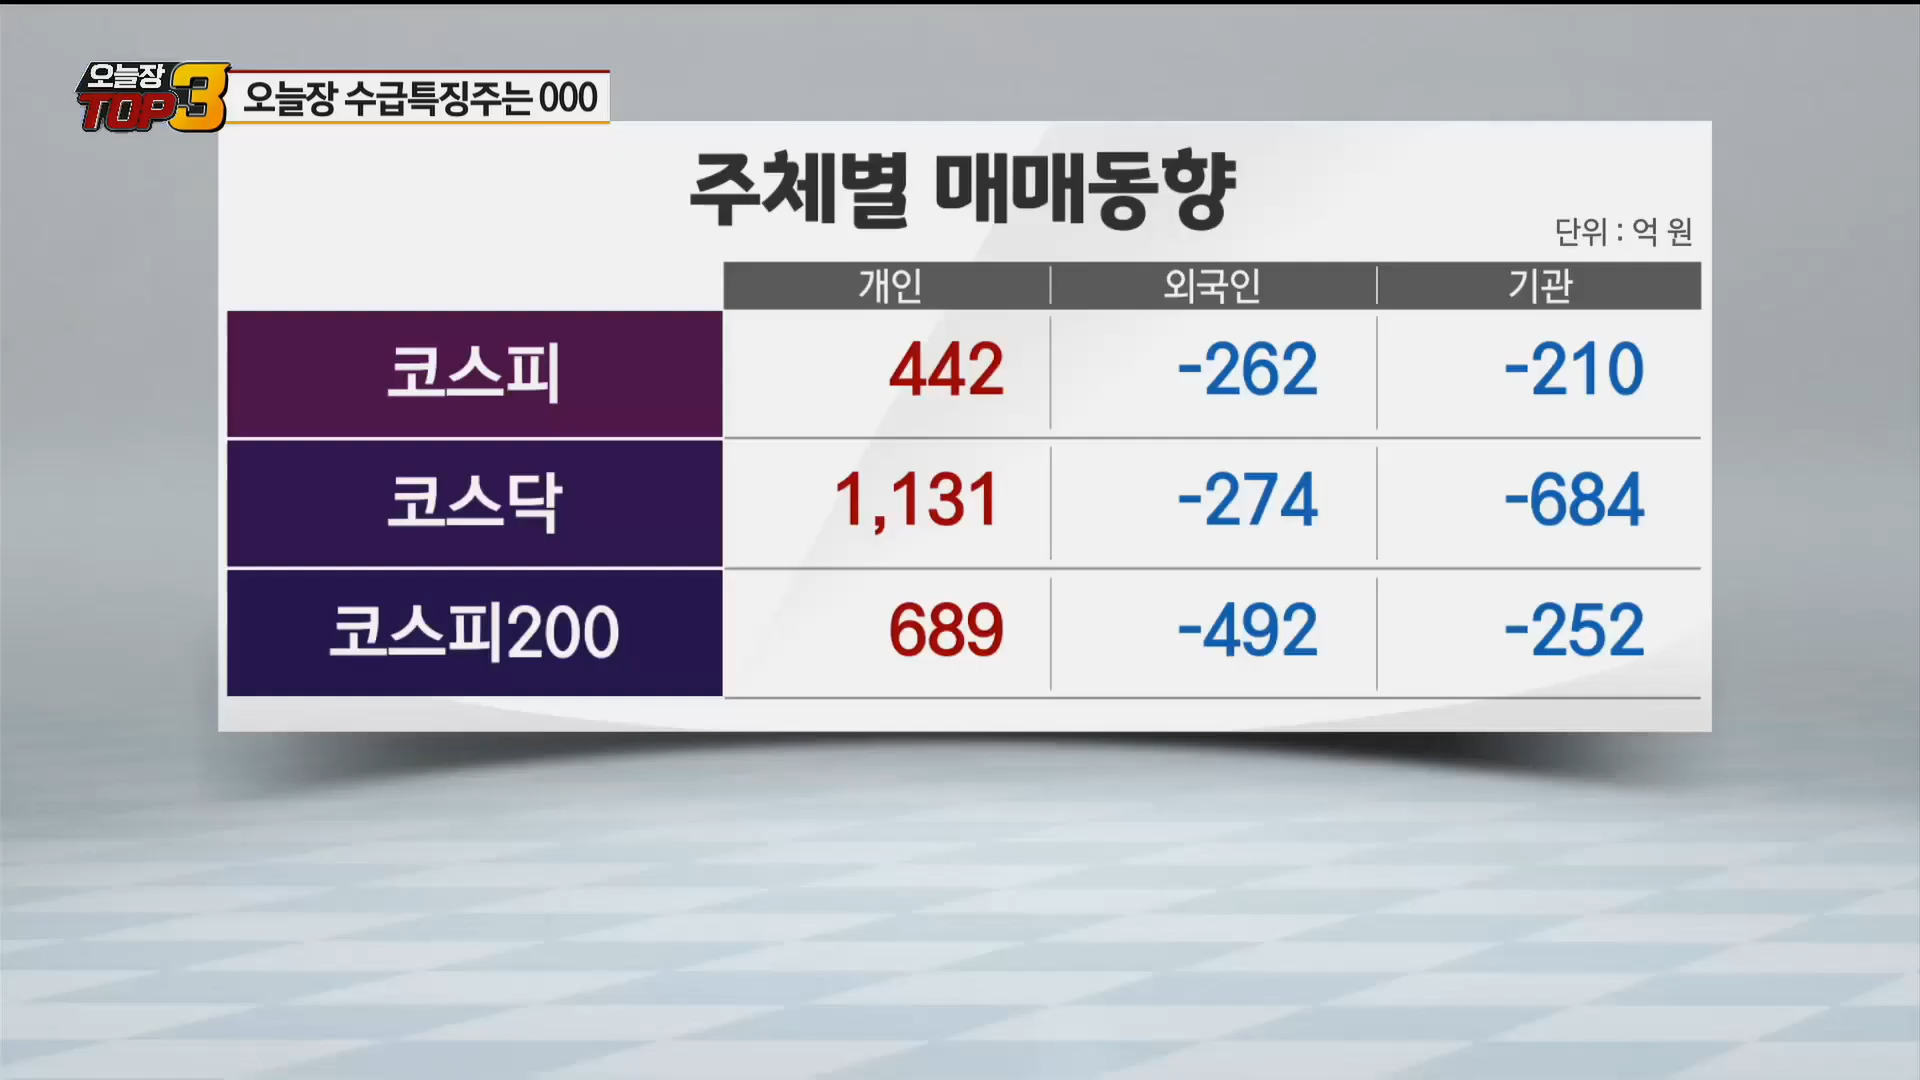 오늘장
TOP3
오늘장 수급특징주는 OOO
주체별 매매동향
단위 : 억 원
개인 외국인 기관
코스피 442 -262 -210
코스닥 1,131 -274 -684
코스피200 689 -492 -252